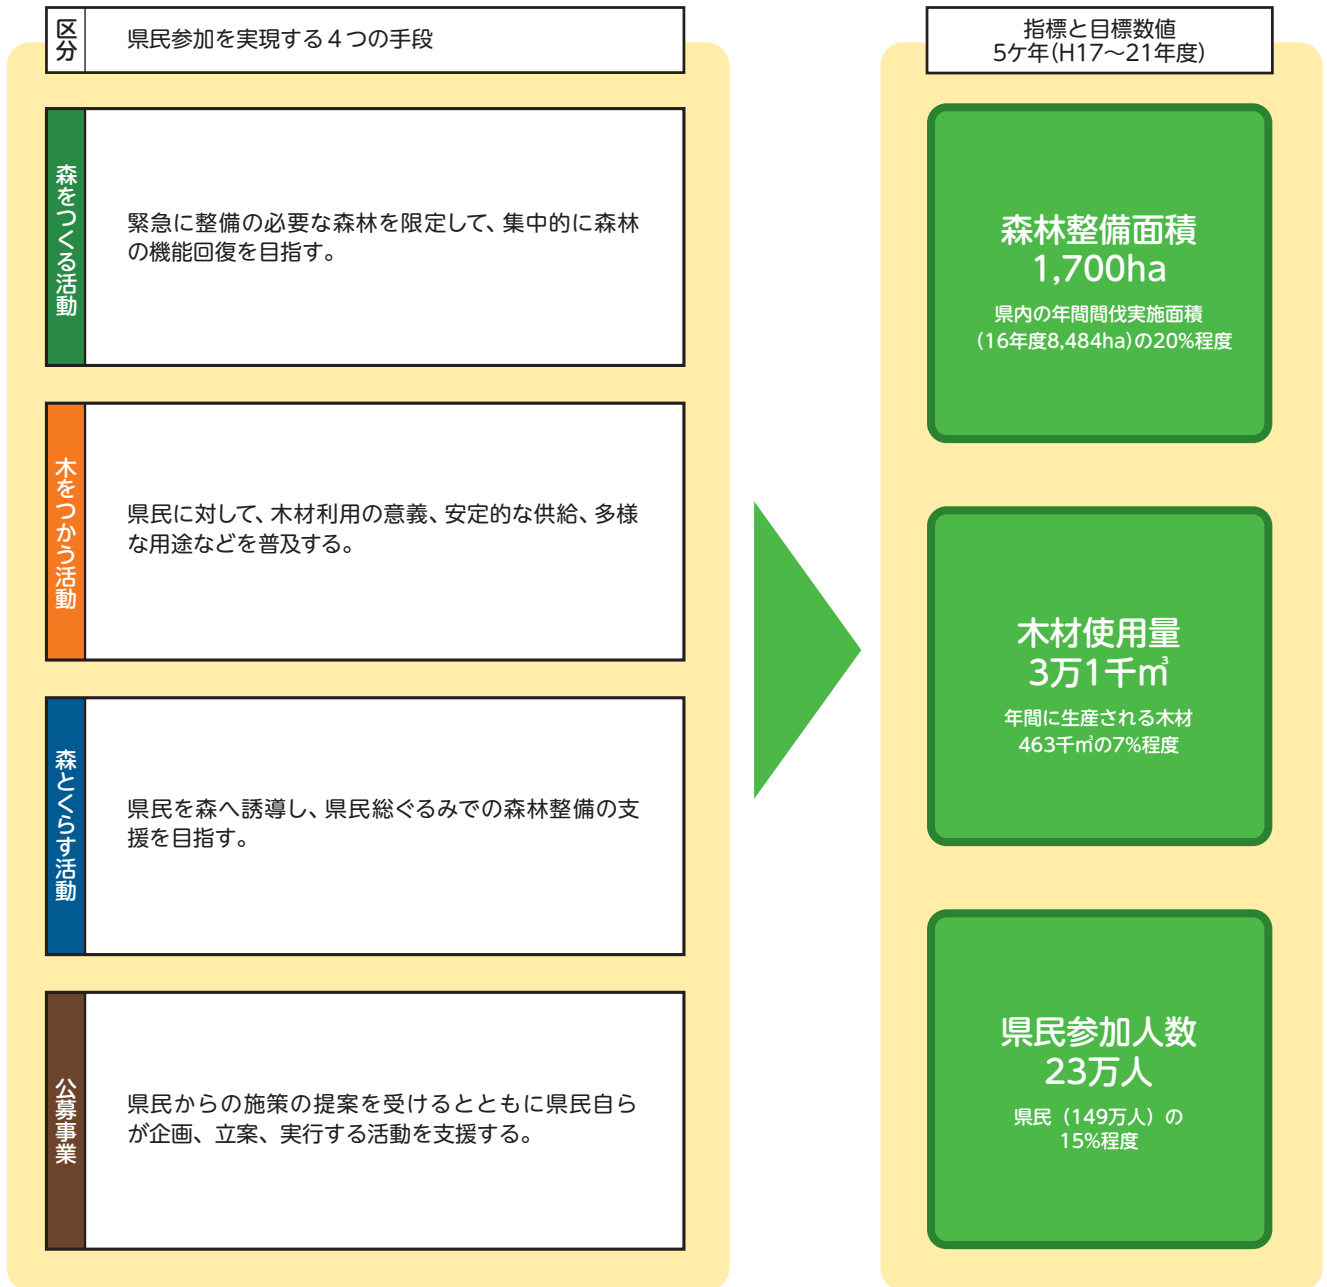 区分
県民参加を実現する4つの手段
森をつくる活動
緊急に整備の必要な森林を限定して、集中的に森林
の機能回復を目指す。
木をつかう活動
県民に対して、木材利用の意義、安定的な供給、多様
な用途などを普及する。
森とくらす活動
県民を森へ誘導し、県民総ぐるみでの森林整備の支
援を目指す。
公募事業
県民からの施策の提案を受けるとともに県民自ら
が企画、立案、実行する活動を支援する。
指標と目標数値
5ケ年(H17〜21年度)
森林整備面積
1,700ha
県内の年間間伐実施面積
(16年度8,484ha)の20%程度
木材使用量
3万1千㎥
年間に生産される木材
463千㎥の7%程度
県民参加人数
23万人
県民（149万人）の
15%程度